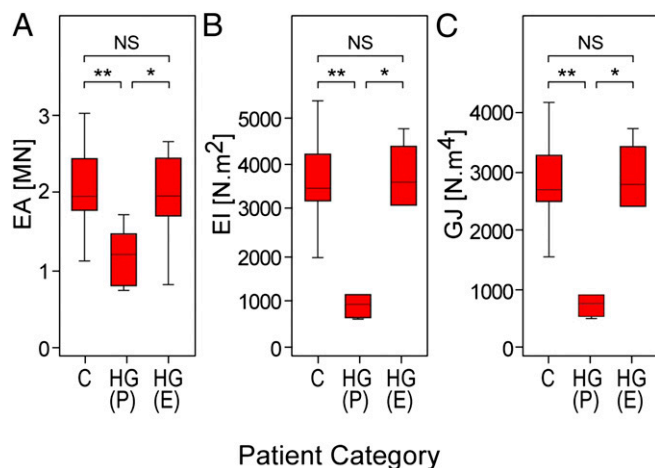 A
NS
**
*
EA [MN]
3
2
1
0
C
HG
(P)
HG
(E)
B
NS
**
*
EI [N.m²]
5000
4000
3000
2000
1000
0
C
HG
(P)
HG
(E)
C
NS
**
*
GJ [N.m⁴]
4000
3000
2000
1000
0
C
HG
(P)
HG
(E)
Patient Category